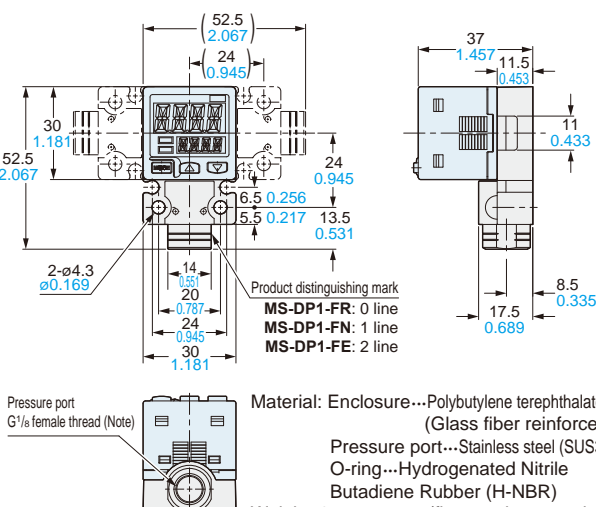 52.5
2.067
24
0.945
30
1.181
52.5
2.067
24
0.945
6.5 0.256
5.5 0.217
13.5
0.531
2-ø4.3
ø0.169
14
0.551
20
0.787
24
0.945
30
1.181
Product distinguishing mark
MS-DP1-FR: 0 line
MS-DP1-FN: 1 line
MS-DP1-FE: 2 line
37
1.457
11.5
0.453
11
0.433
8.5
0.335
17.5
0.689
Pressure port
G1/8 female thread (Note)
Material: Enclosure···Polybutylene terephthalat
(Glass fiber reinforce
Pressure port···Stainless steel (SUS
O-ring···Hydrogenated Nitrile
Butadiene Rubber (H-NBR)